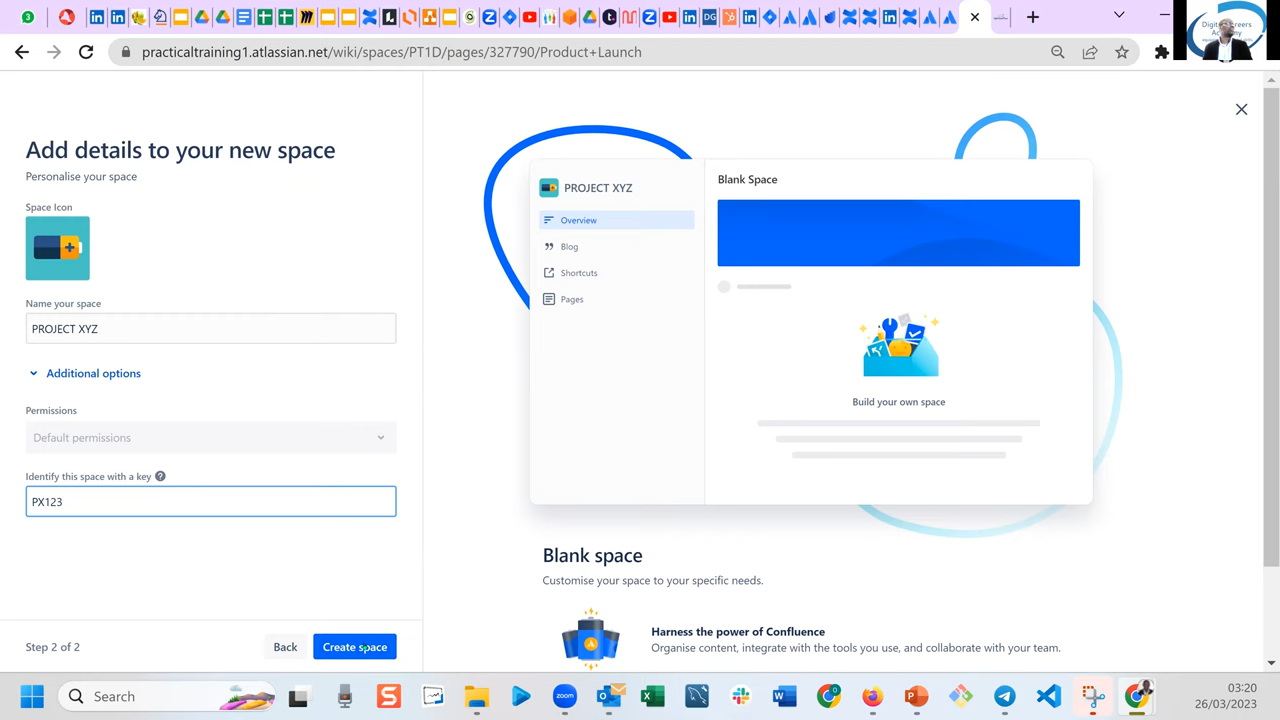 practicaltraining1.atlassian.net/wiki/spaces/PT1D/pages/327790/Product+Launch
Add details to your new space
Personalise your space
Space Icon
Name your space
PROJECT XYZ
Additional options
Permissions
Default permissions
Identify this space with a key
PX123
Step 2 of 2
Back
Create space
PROJECT XYZ
Overview
Blog
Shortcuts
Pages
Blank Space
Build your own space
Blank space
Customise your space to your specific needs.
Harness the power of Confluence
Organise content, integrate with the tools you use, and collaborate with your team.
Search
zoom
03:20
26/03/2023